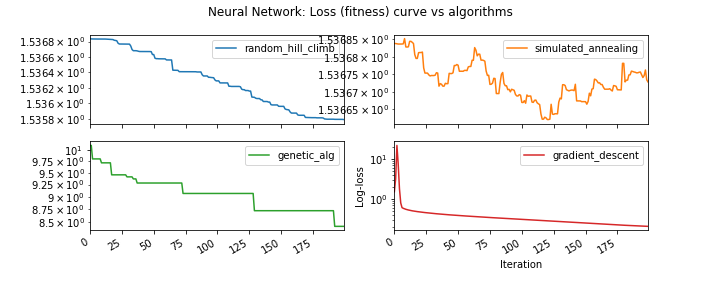 Neural Network: Loss (fitness) curve vs algorithms
1.5368 × 10⁰
1.5366 × 10⁰
1.5364 × 10⁰
1.5362 × 10⁰
1.536 × 10⁰
1.5358 × 10⁰
random_hill_climb
1.53685 × 10⁰
1.5368 × 10⁰
1.53675 × 10⁰
1.5367 × 10⁰
1.53665 × 10⁰
simulated_annealing
10¹
9.75 × 10⁰
9.5 × 10⁰
9.25 × 10⁰
9 × 10⁰
8.75 × 10⁰
8.5 × 10⁰
genetic_alg
0 25 50 75 100 125 150 175
Log-loss
10¹
10⁰
gradient_descent
0 25 50 75 100 125 150 175
Iteration